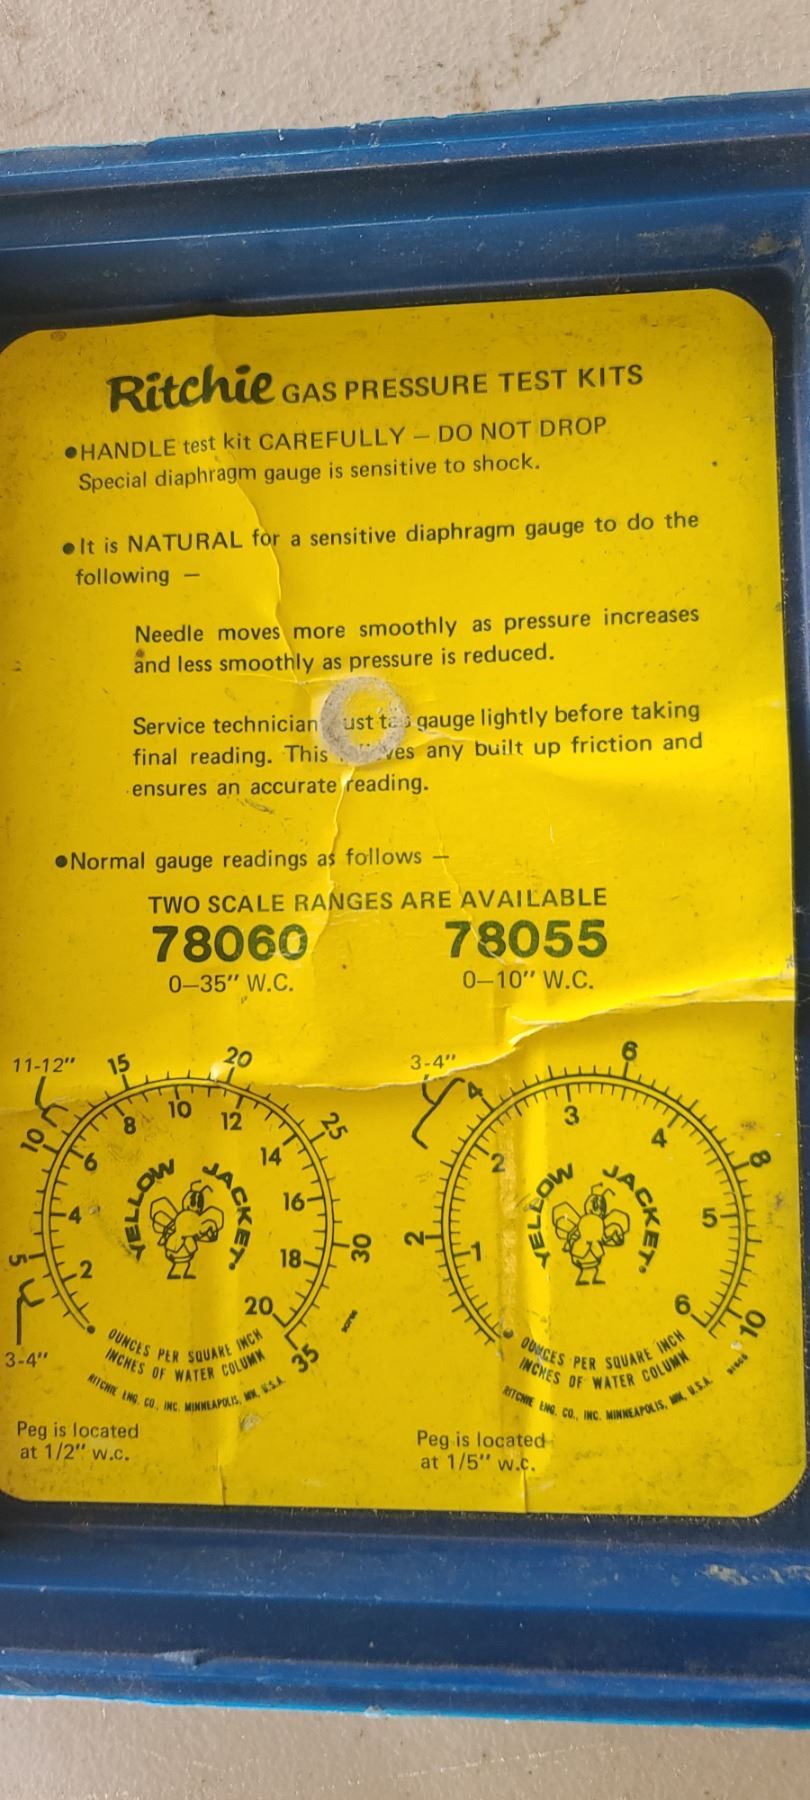 Ritchie GAS PRESSURE TEST KITS
●HANDLE test kit CAREFULLY – DO NOT DROP
Special diaphragm gauge is sensitive to shock.
●It is NATURAL for a sensitive diaphragm gauge to do the
following –
Needle moves more smoothly as pressure increases
and less smoothly as pressure is reduced.
Service technician gauge lightly before taking
final reading. This any built up friction and
ensures an accurate reading.
●Normal gauge readings as follows –
TWO SCALE RANGES ARE AVAILABLE
78060 78055
0–35" W.C. 0–10" W.C.
11-12"
3-4"
5 10 15 20 25 30 35
2 4 6 8 10 12 14 16 18 20
YELLOW JACKET
OUNCES PER SQUARE INCH
INCHES OF WATER COLUMN
RITCHIE ENG. CO., INC. MINNEAPOLIS, MN, U.S.A.
Peg is located
at 1/2" w.c.
3-4"
2 4 6 8 10
1 2 3 4 5 6
YELLOW JACKET
OUNCES PER SQUARE INCH
INCHES OF WATER COLUMN
RITCHIE ENG. CO., INC. MINNEAPOLIS, MN, U.S.A.
Peg is located
at 1/5" w.c.